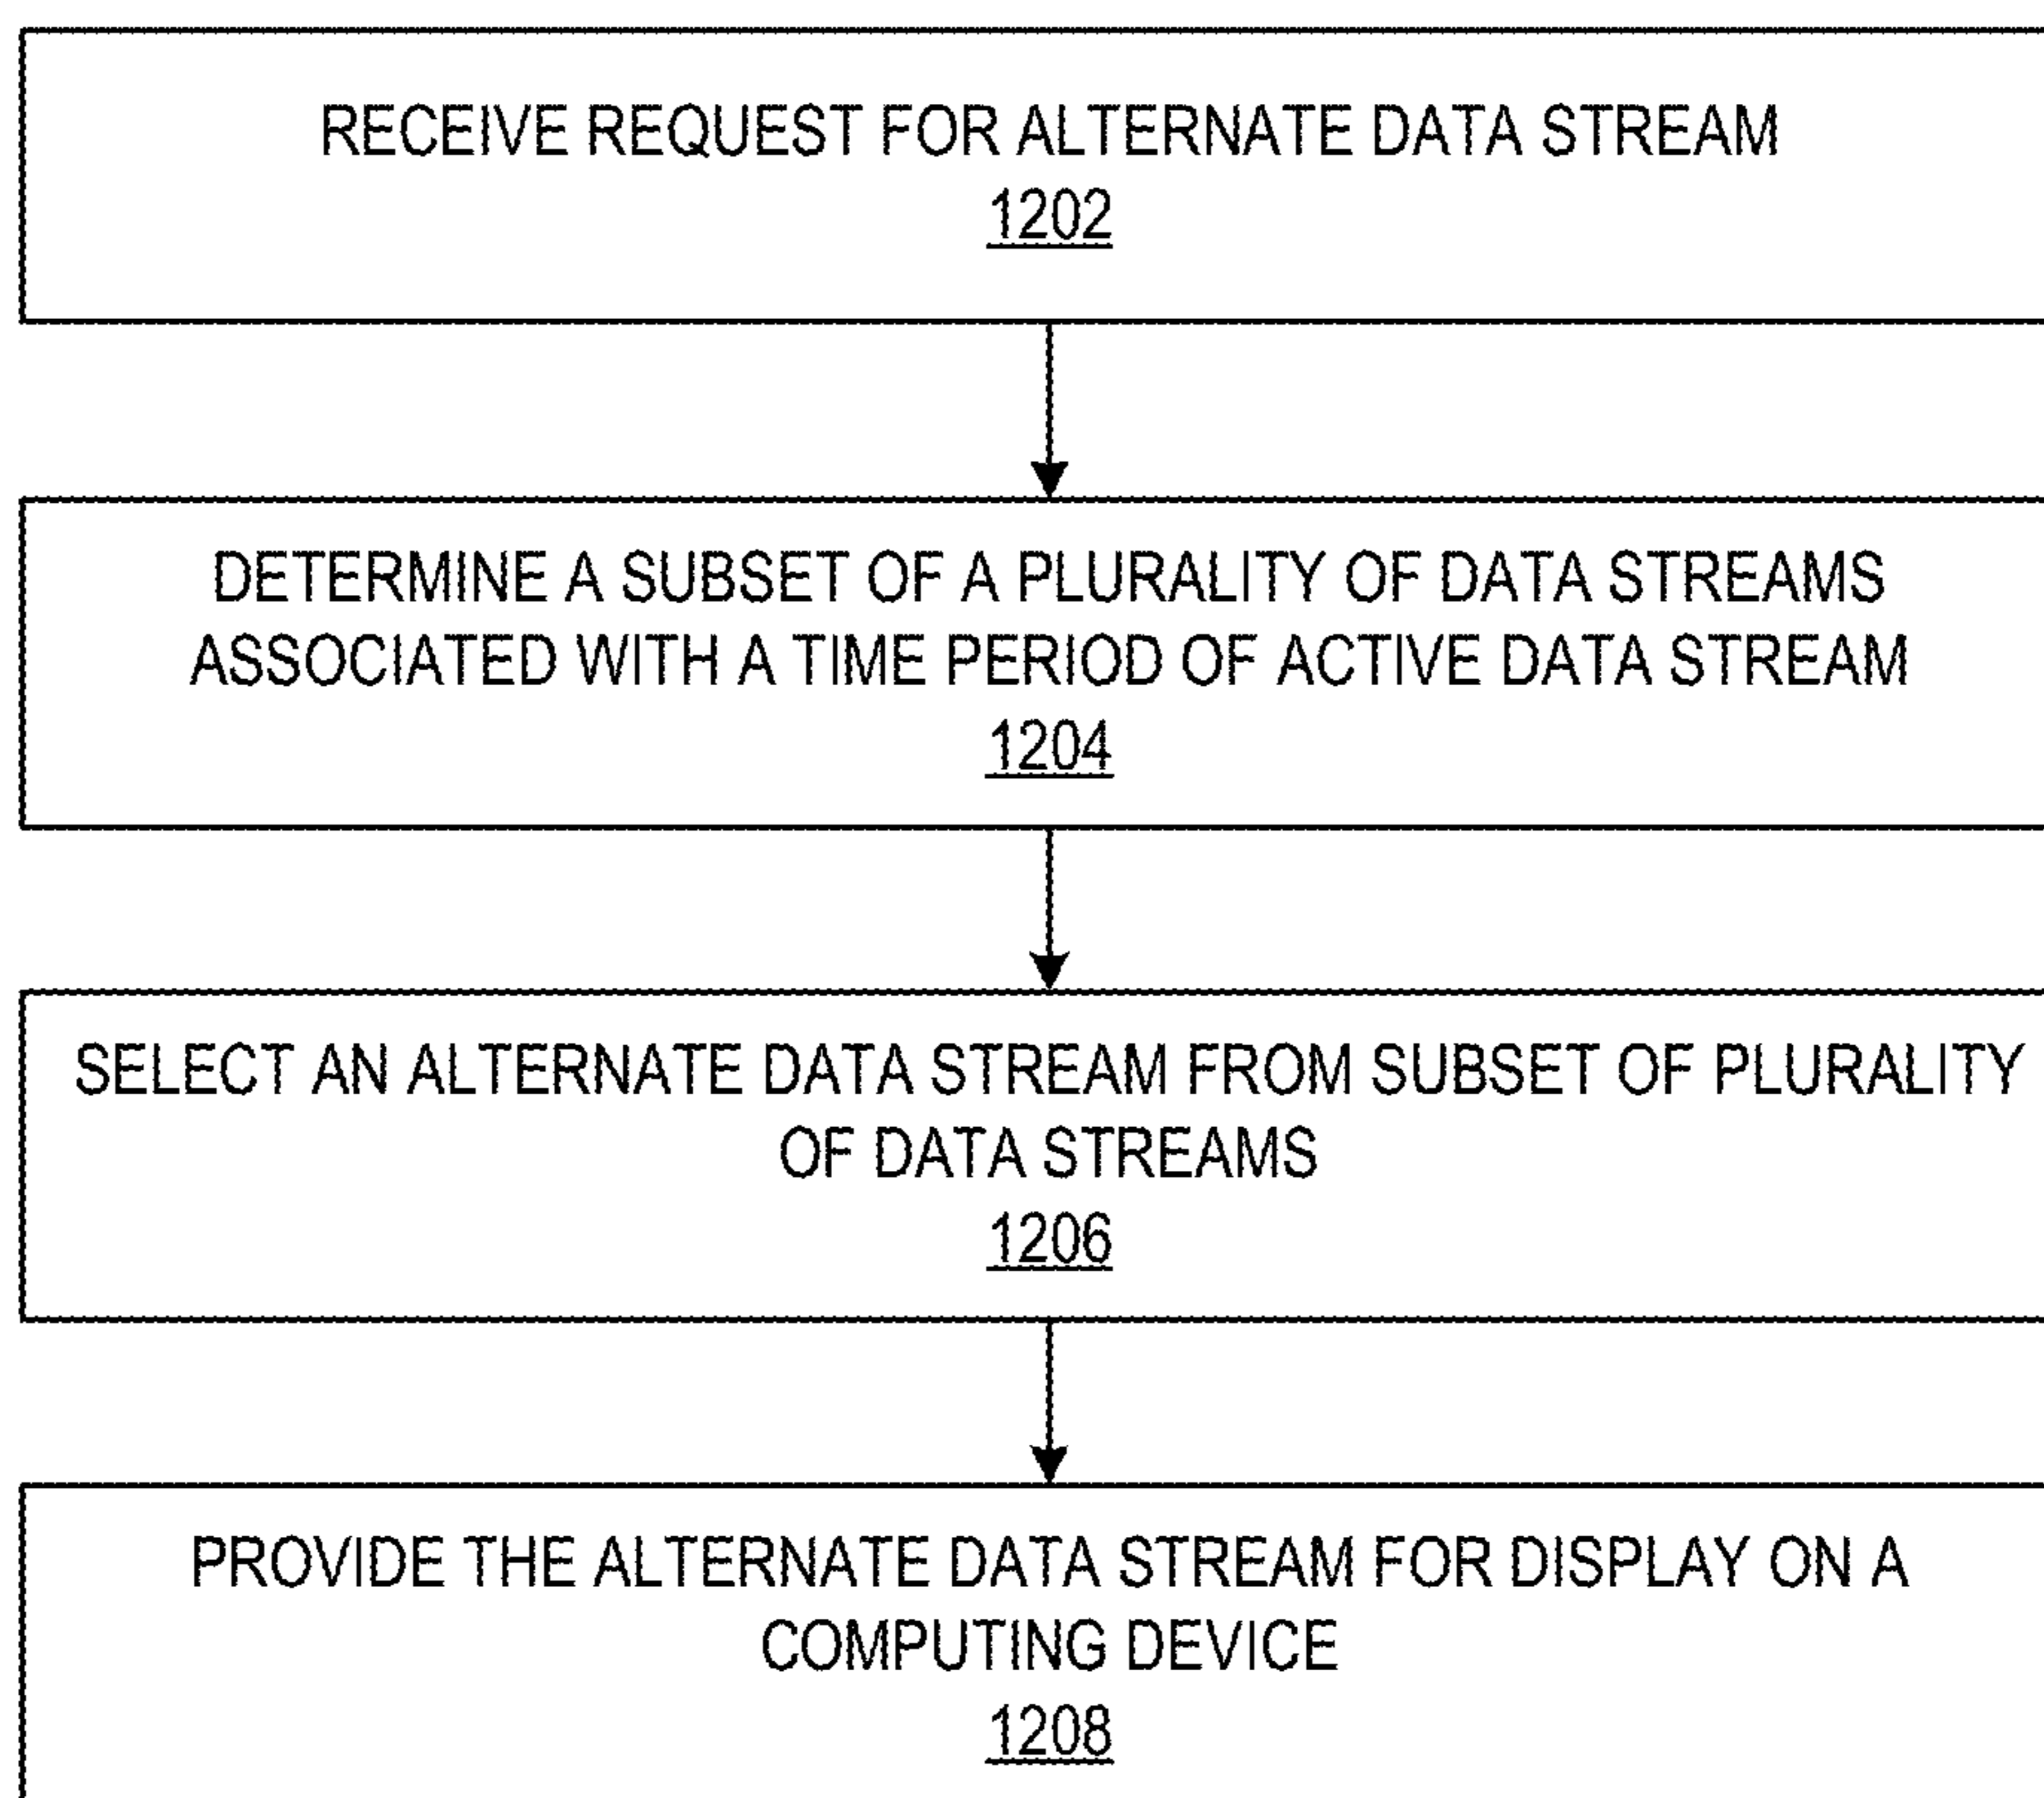 RECEIVE REQUEST FOR ALTERNATE DATA STREAM
1202
DETERMINE A SUBSET OF A PLURALITY OF DATA STREAMS
ASSOCIATED WITH A TIME PERIOD OF ACTIVE DATA STREAM
1204
SELECT AN ALTERNATE DATA STREAM FROM SUBSET OF PLURALITY
OF DATA STREAMS
1206
PROVIDE THE ALTERNATE DATA STREAM FOR DISPLAY ON A
COMPUTING DEVICE
1208